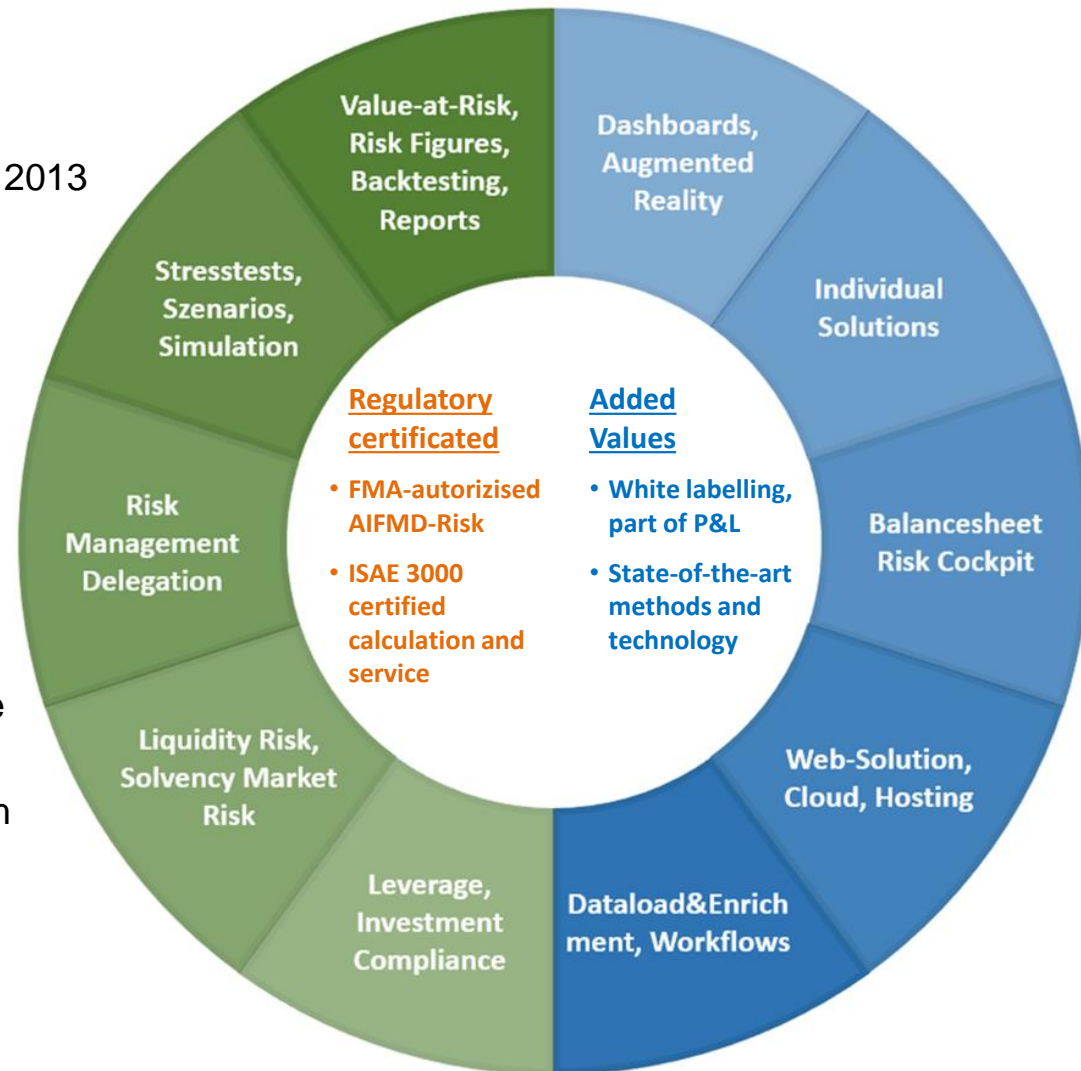 2013
e
n
Value-at-Risk,
Risk Figures,
Backtesting,
Reports
Dashboards,
Augmented
Reality
Individual
Solutions
Balancesheet
Risk Cockpit
Web-Solution,
Cloud, Hosting
Dataload&Enrich
ment, Workflows
Leverage,
Investment
Compliance
Liquidity Risk,
Solvency Market
Risk
Risk
Management
Delegation
Stresstests,
Szenarios,
Simulation
Regulatory
certificated
• FMA-autorizised
AIFMD-Risk
• ISAE 3000
certified
calculation and
service
Added
Values
• White labelling,
part of P&L
• State-of-the-art
methods and
technology